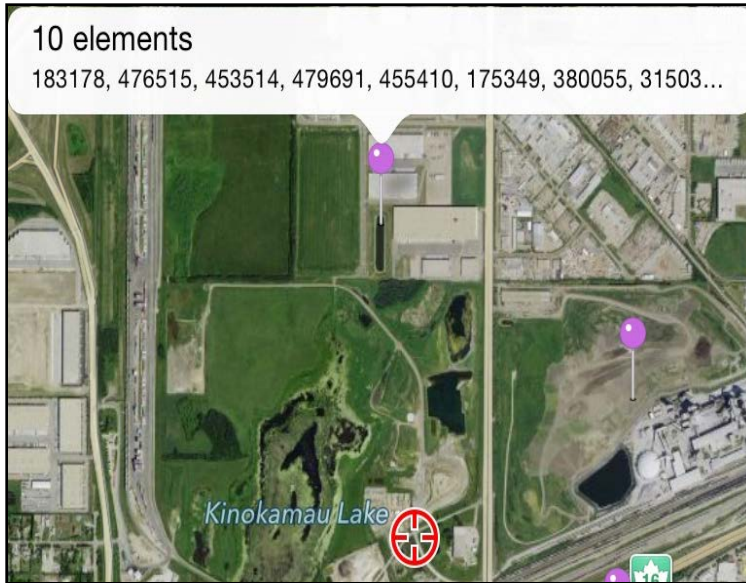 10 elements
183178, 476515, 453514, 479691, 455410, 175349, 380055, 31503...
Kinokamau Lake
16